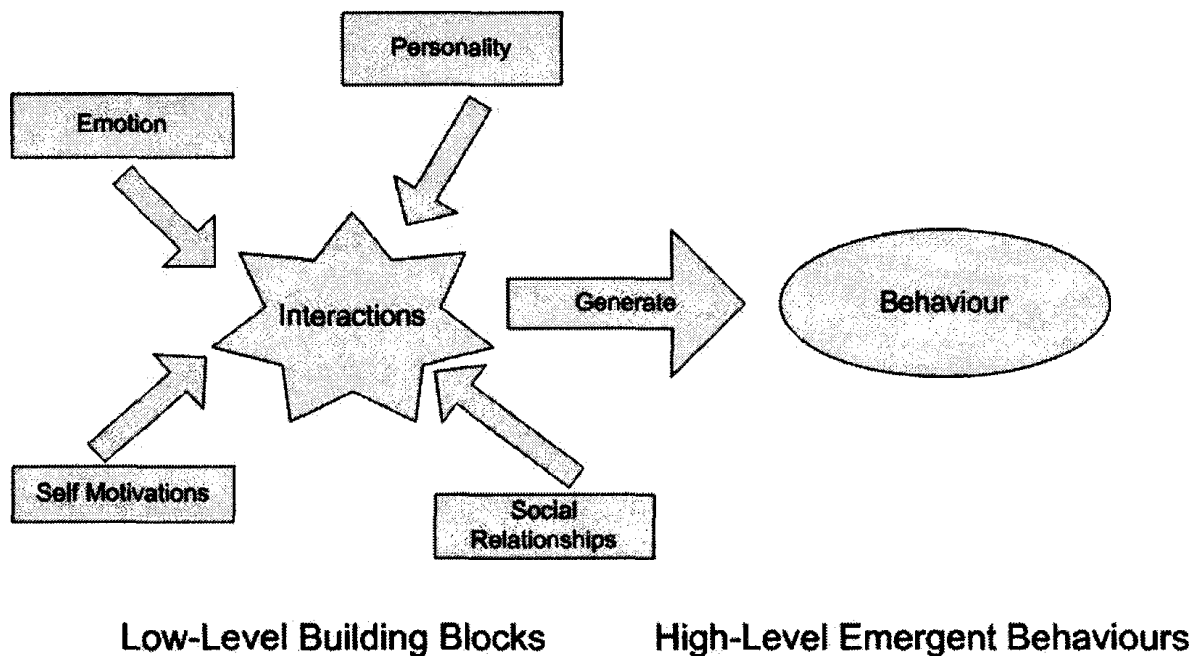 Personality
Emotion
Interactions
Generate
Behaviour
Self Motivations
Social
Relationships
Low-Level Building Blocks
High-Level Emergent Behaviours